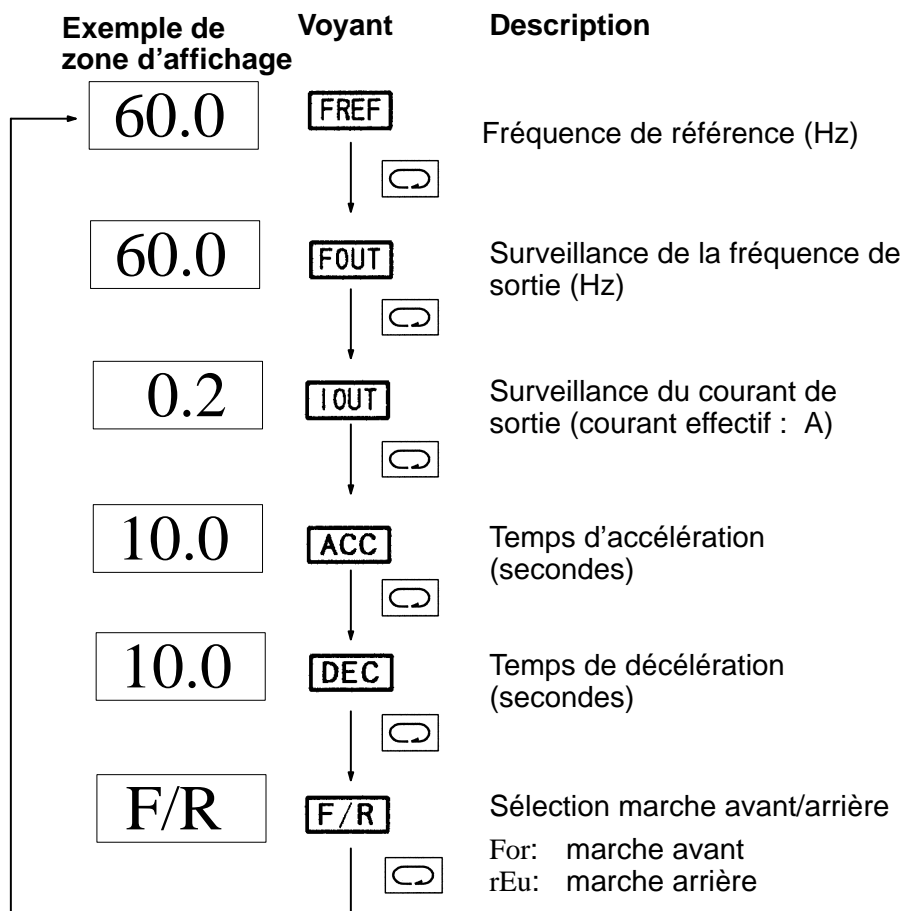 Exemple de
zone d'affichage
Voyant
Description
60.0
FREF
Fréquence de référence (Hz)
60.0
FOUT
Surveillance de la fréquence de
sortie (Hz)
0.2
IOUT
Surveillance du courant de
sortie (courant effectif : A)
10.0
ACC
Temps d'accélération
(secondes)
10.0
DEC
Temps de décélération
(secondes)
F/R
F/R
Sélection marche avant/arrière
For: marche avant
rEu: marche arrière